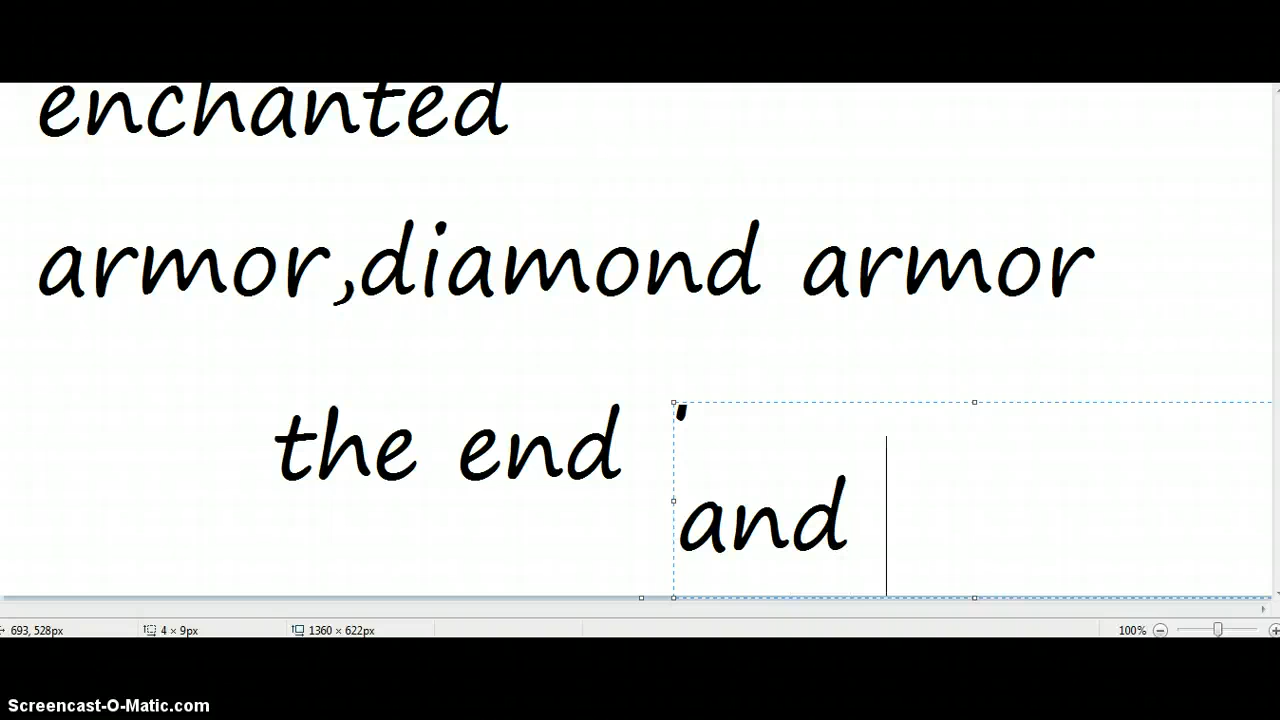 enchanted
armor,diamond armor
the end
and
693, 528px 4 × 9px 1360 × 622px 100%
Screencast-O-Matic.com